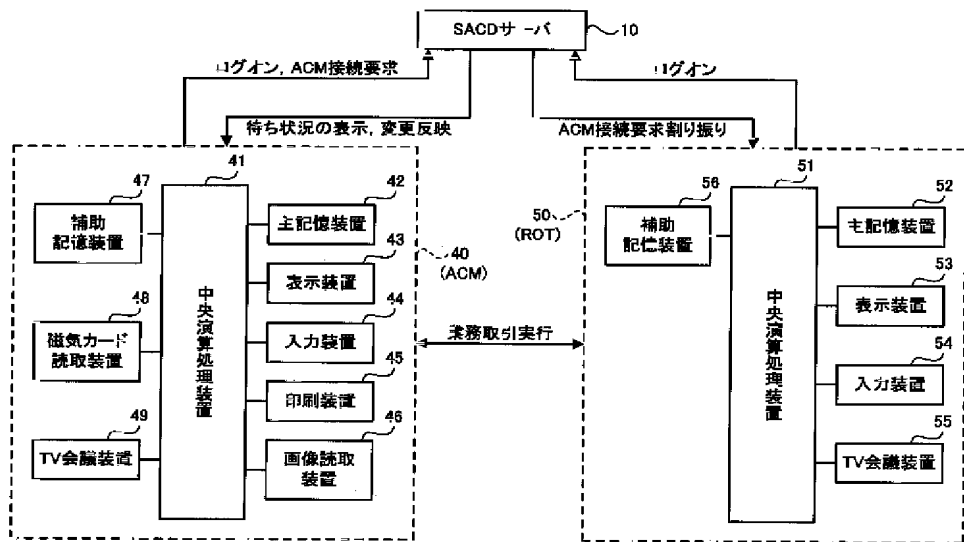 SACDサーバ
10
ログオン, ACM接続要求
ログオン
待ち状況の表示, 変更反映
ACM接続要求割り振り
41
47
補助
記憶装置
42
主記憶装置
43
表示装置
48
磁気カード
読取装置
44
入力装置
45
印刷装置
49
TV会議装置
46
画像読取
装置
中央演算処理装置
40
(ACM)
業務取引実行
50
(ROT)
51
56
補助
記憶装置
52
主記憶装置
53
表示装置
54
入力装置
55
TV会議装置
中央演算処理装置